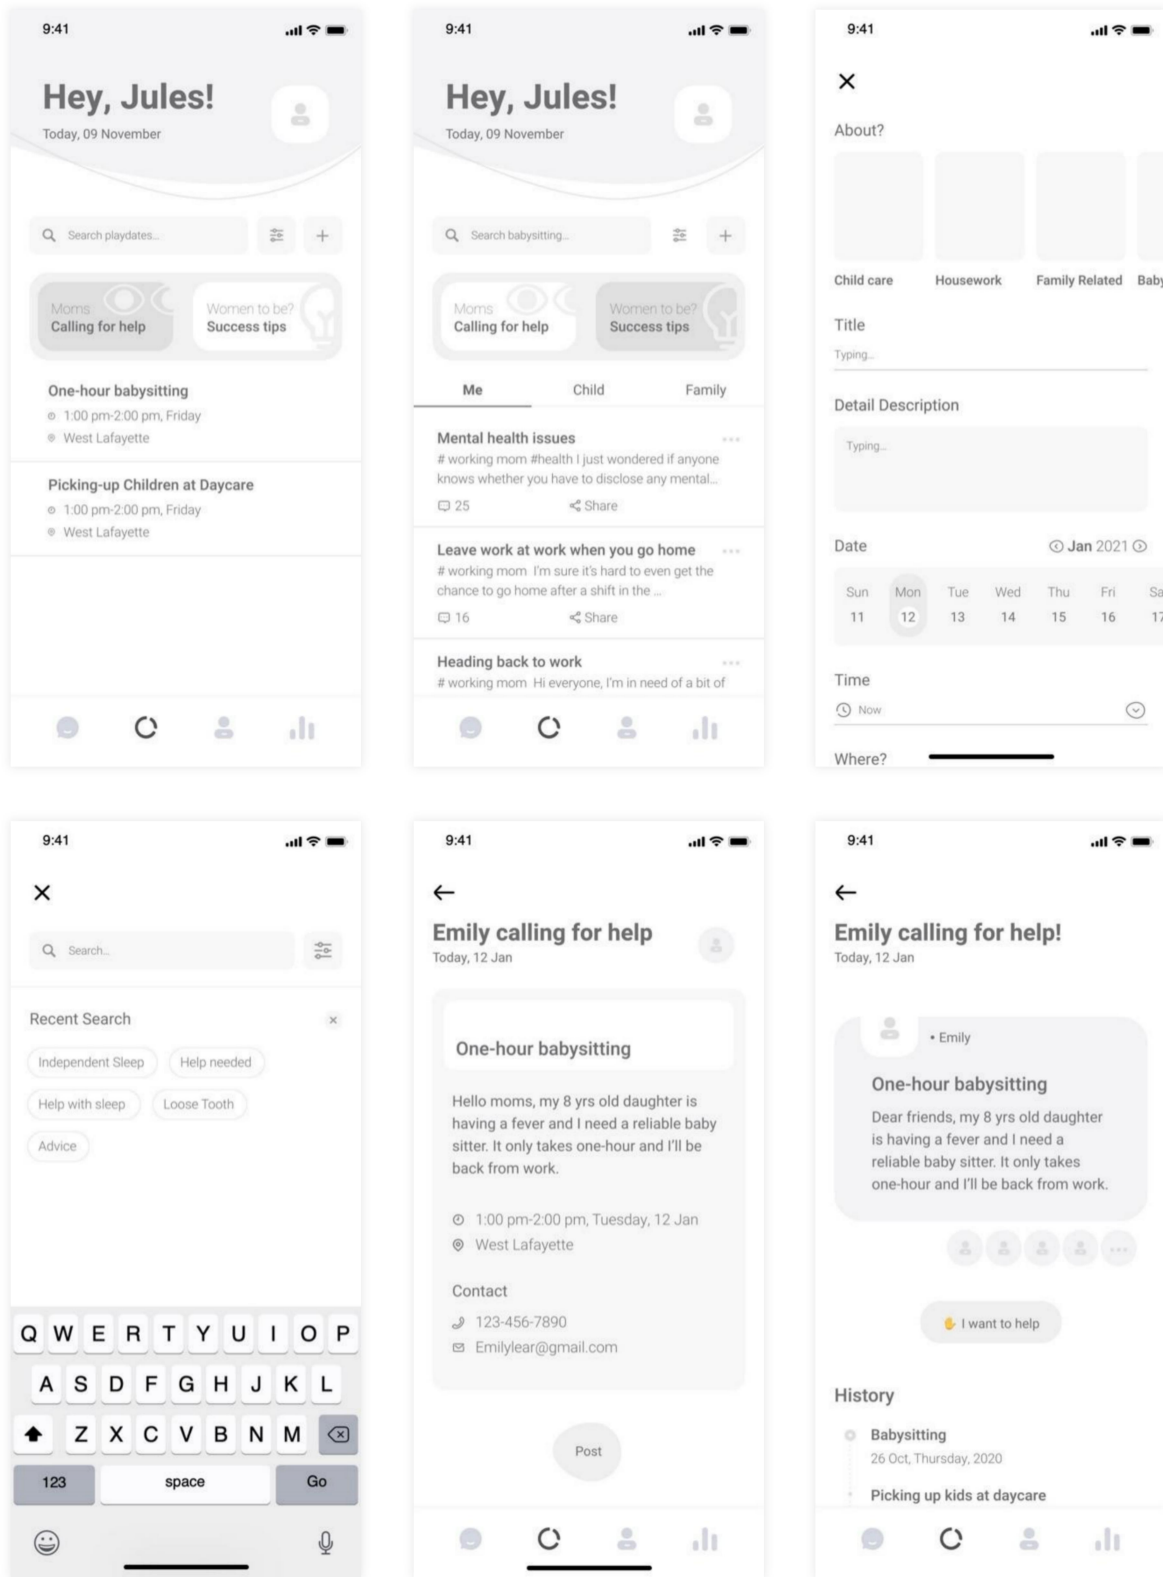 9:41
Hey, Jules!
Today, 09 November
Search playdates...
Moms
Calling for help
Women to be?
Success tips
One-hour babysitting
1:00 pm-2:00 pm, Friday
West Lafayette
Picking-up Children at Daycare
1:00 pm-2:00 pm, Friday
West Lafayette
9:41
Hey, Jules!
Today, 09 November
Search babysitting...
Moms
Calling for help
Women to be?
Success tips
Me Child Family
Mental health issues
# working mom #health I just wondered if anyone
knows whether you have to disclose any mental...
25 Share
Leave work at work when you go home
# working mom I'm sure it's hard to even get the
chance to go home after a shift in the ...
16 Share
Heading back to work
# working mom Hi everyone, I'm in need of a bit of
9:41
About?
Child care Housework Family Related Baby
Title
Typing...
Detail Description
Typing...
Date Jan 2021
Sun Mon Tue Wed Thu Fri Sa
11 12 13 14 15 16 17
Time
Now
Where?
9:41
Search...
Recent Search
Independent Sleep Help needed
Help with sleep Loose Tooth
Advice
Q W E R T Y U I O P
A S D F G H J K L
Z X C V B N M
123 space Go
9:41
Emily calling for help
Today, 12 Jan
One-hour babysitting
Hello moms, my 8 yrs old daughter is
having a fever and I need a reliable baby
sitter. It only takes one-hour and I'll be
back from work.
1:00 pm-2:00 pm, Tuesday, 12 Jan
West Lafayette
Contact
123-456-7890
Emilylear@gmail.com
Post
9:41
Emily calling for help!
Today, 12 Jan
• Emily
One-hour babysitting
Dear friends, my 8 yrs old daughter
is having a fever and I need a
reliable baby sitter. It only takes
one-hour and I'll be back from work.
I want to help
History
Babysitting
26 Oct, Thursday, 2020
Picking up kids at daycare